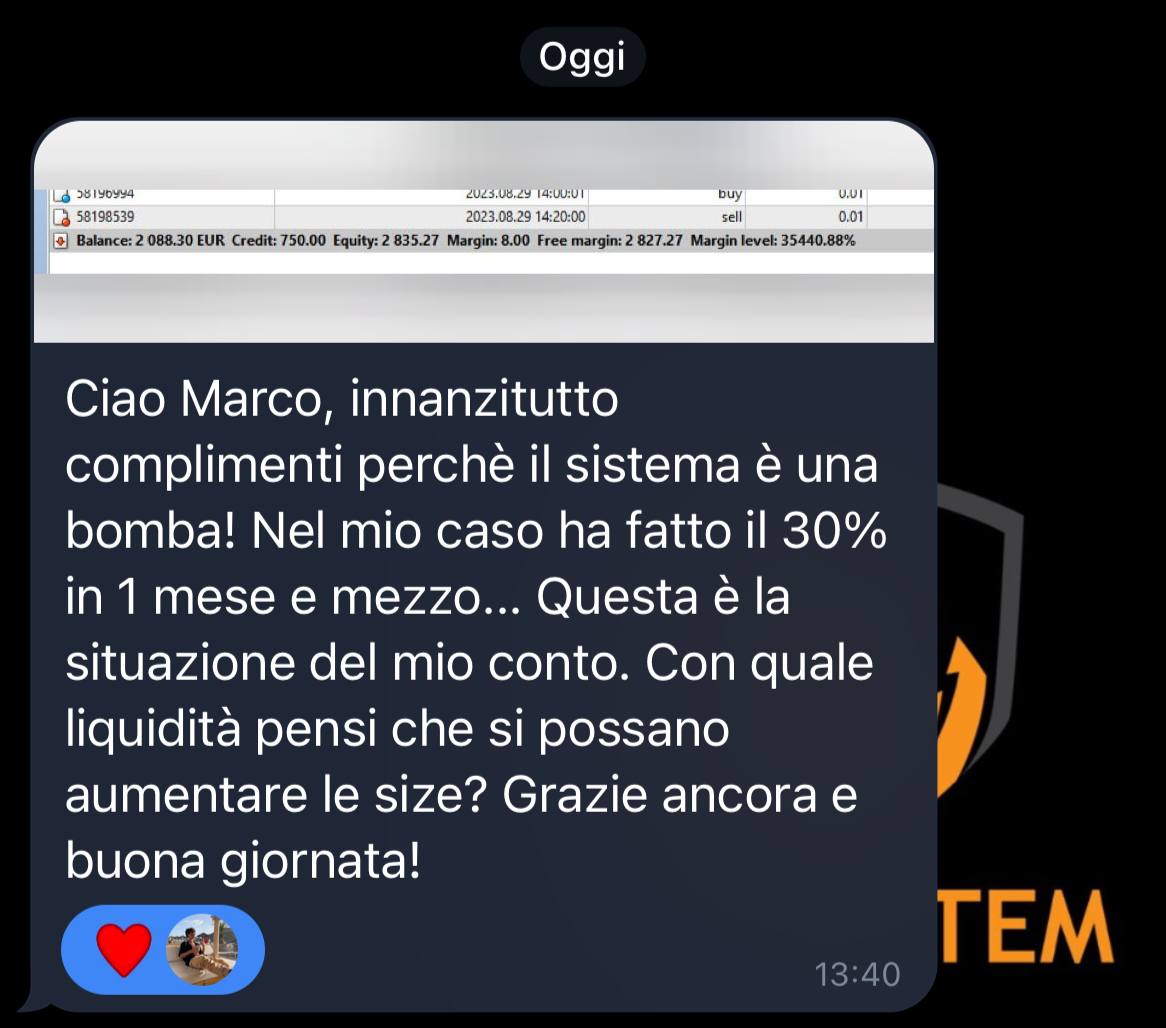 Oggi
58196994 2023.08.29 14:00:01 buy 0.01
58198539 2023.08.29 14:20:00 sell 0.01
Balance: 2 088.30 EUR Credit: 750.00 Equity: 2 835.27 Margin: 8.00 Free margin: 2 827.27 Margin level: 35440.88%
Ciao Marco, innanzitutto
complimenti perchè il sistema è una
bomba! Nel mio caso ha fatto il 30%
in 1 mese e mezzo... Questa è la
situazione del mio conto. Con quale
liquidità pensi che si possano
aumentare le size? Grazie ancora e
buona giornata!
13:40
TEM